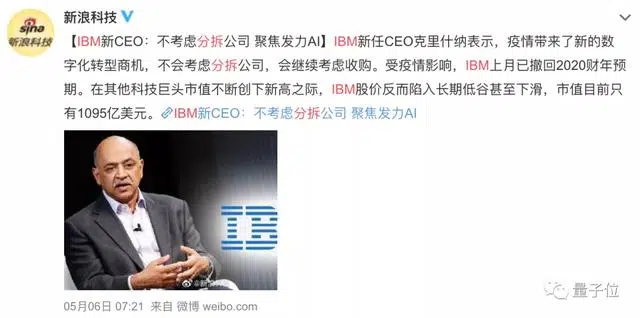 新浪科技
sina
新浪科技
【IBM新CEO：不考虑分拆公司 聚焦发力AI】IBM新任CEO克里什纳表示，疫情带来了新的数
字化转型商机，不会考虑分拆公司，会继续考虑收购。受疫情影响，IBM上月已撤回2020财年预
期。在其他科技巨头市值不断创下新高之际，IBM股价反而陷入长期低谷甚至下滑，市值目前只
有1095亿美元。IBM新CEO：不考虑分拆公司 聚焦发力AI
IB
05月06日 07:21 来自 微博 weibo.com
量子位